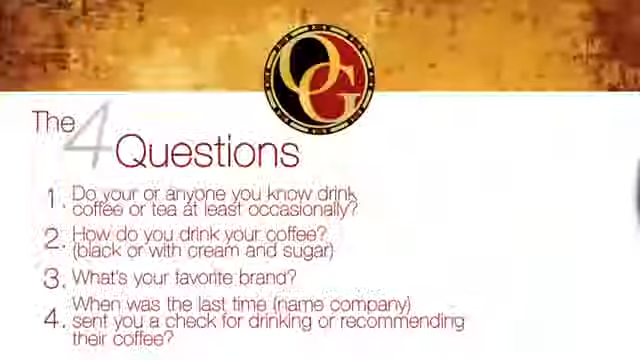 OG
The 4 Questions
1. Do your or anyone you know drink
coffee or tea at least occasionally?
2. How do you drink your coffee?
(black or with cream and sugar)
3. What's your favorite brand?
4. When was the last time (name company)
sent you a check for drinking or recommending
their coffee?